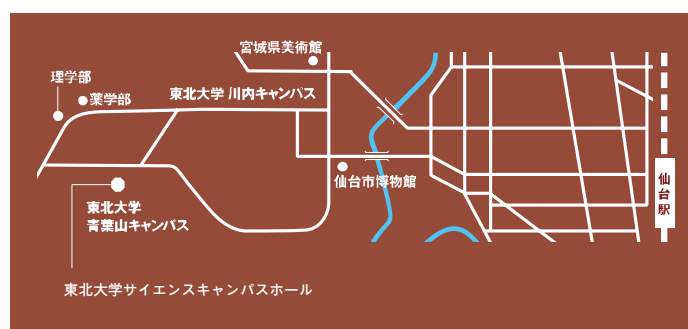 宮城県美術館
理学部
薬学部
東北大学 川内キャンパス
仙台市博物館
仙台駅
東北大学
青葉山キャンパス
東北大学サイエンスキャンパスホール